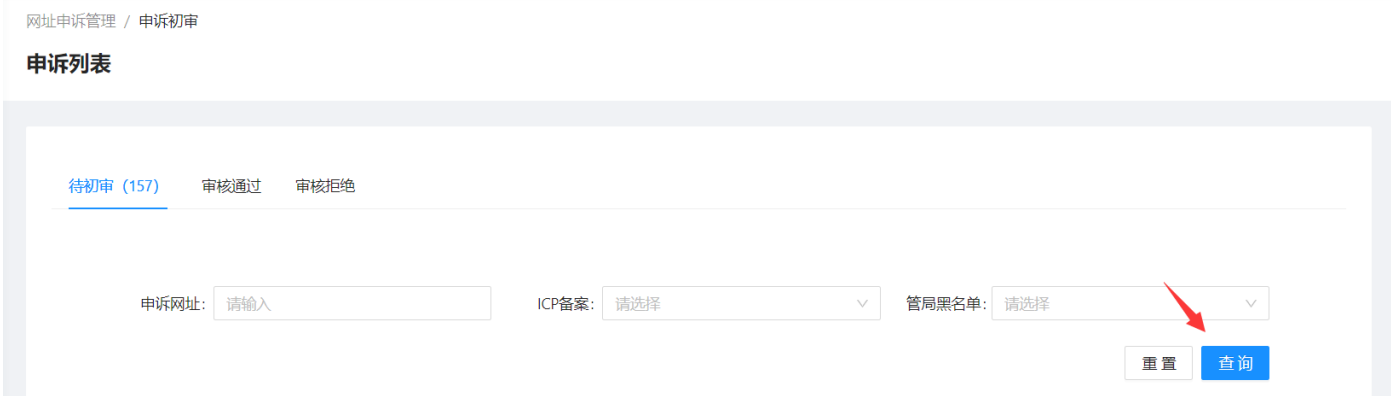 网址申诉管理 / 申诉初审
申诉列表
待初审（157） 审核通过 审核拒绝
申诉网址： 请输入 ICP备案： 请选择 管局黑名单： 请选择
重 置 查 询